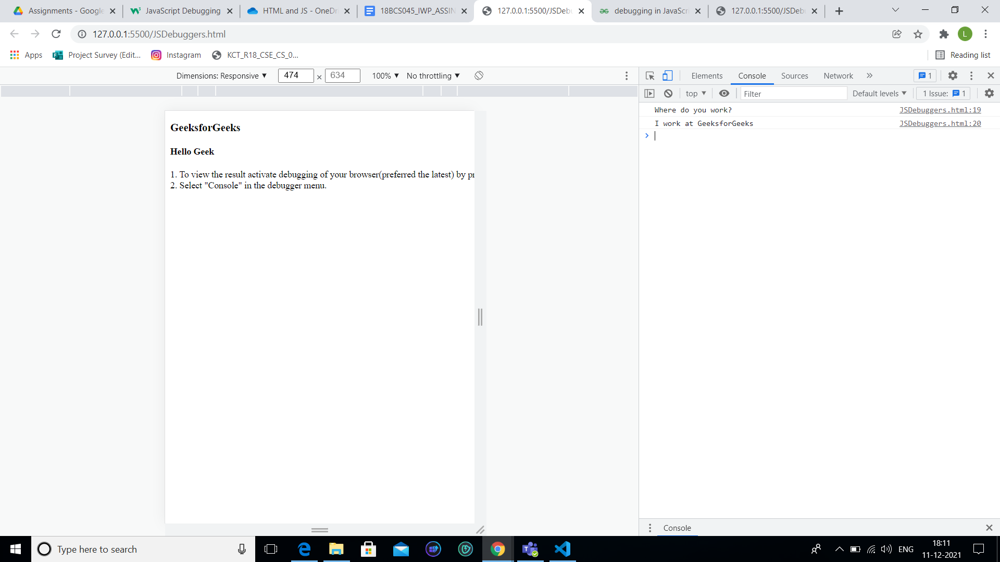 Assignments - Google
JavaScript Debugging
HTML and JS - OneDri
18BCS045_IWP_ASSIN
127.0.0.1:5500/JSDebu
debugging in JavaScri
127.0.0.1:5500/JSDebu
127.0.0.1:5500/JSDebuggers.html
L
Apps
Project Survey (Edit...
Instagram
KCT_R18_CSE_CS_0...
Reading list
Dimensions: Responsive ▼ 474 × 634 100% ▼ No throttling ▼
Elements Console Sources Network » 1
top ▼ Filter Default levels ▼ 1 Issue: 1
Where do you work? JSDebuggers.html:19
I work at GeeksforGeeks JSDebuggers.html:20
GeeksforGeeks
Hello Geek
1. To view the result activate debugging of your browser(preferred the latest) by pr
2. Select "Console" in the debugger menu.
Console
Type here to search
ENG
18:11
11-12-2021